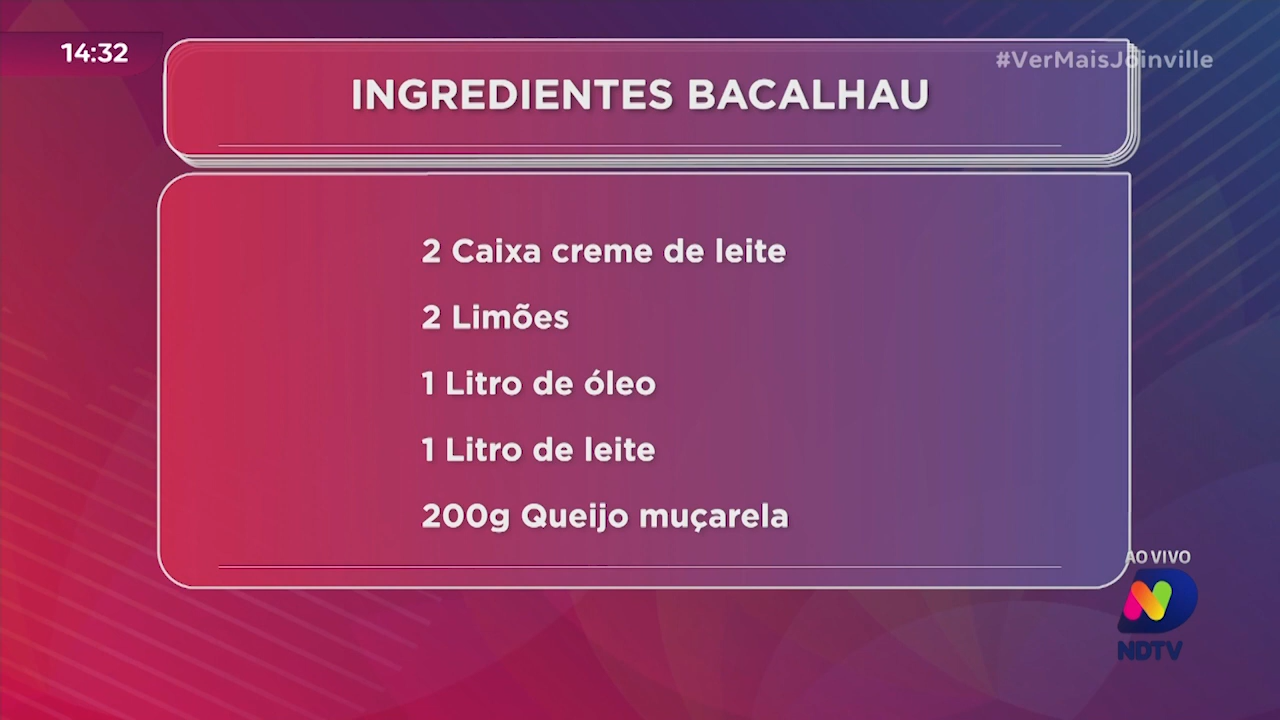 14:32
#VerMaisJoinville
INGREDIENTES BACALHAU
2 Caixa creme de leite
2 Limões
1 Litro de óleo
1 Litro de leite
200g Queijo muçarela
AO VIVO
NDTV